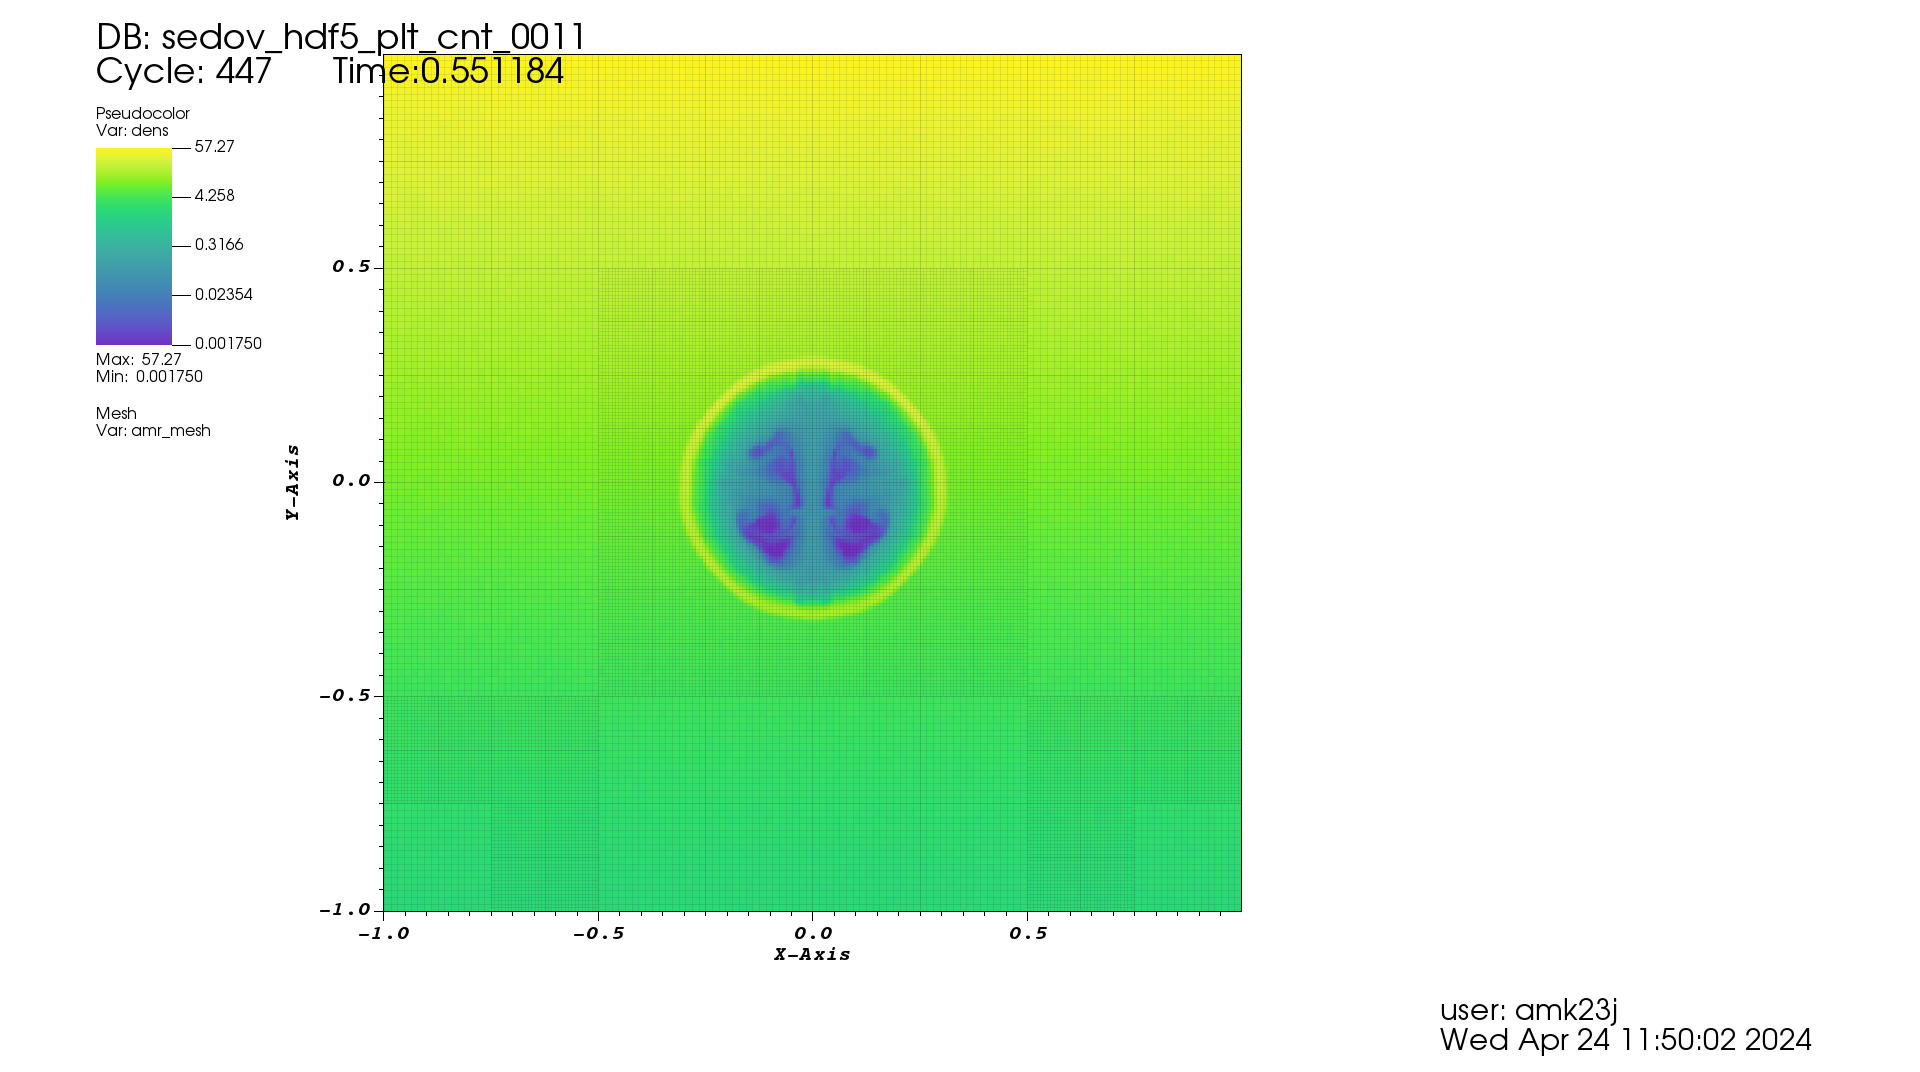 DB: sedov_hdf5_plt_cnt_0011
Cycle: 447 Time:0.551184
Pseudocolor
Var: dens
57.27
4.258
0.3166
0.02354
0.001750
Max: 57.27
Min: 0.001750
Mesh
Var: amr_mesh
Y-Axis
0.5
0.0
-0.5
-1.0
-1.0 -0.5 0.0 0.5
X-Axis
user: amk23j
Wed Apr 24 11:50:02 2024